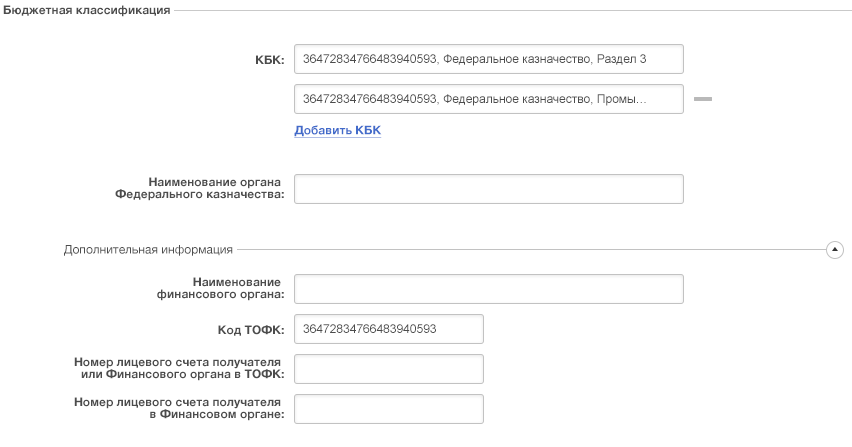 Бюджетная классификация
КБК:
36472834766483940593, Федеральное казначество, Раздел 3
36472834766483940593, Федеральное казначество, Промы...
Добавить КБК
Наименование органа
Федерального казначества:
Дополнительная информация
Наименование
финансового органа:
Код ТОФК:
36472834766483940593
Номер лицевого счета получателя
или Финансового органа в ТОФК:
Номер лицевого счета получателя
в Финансовом органе: